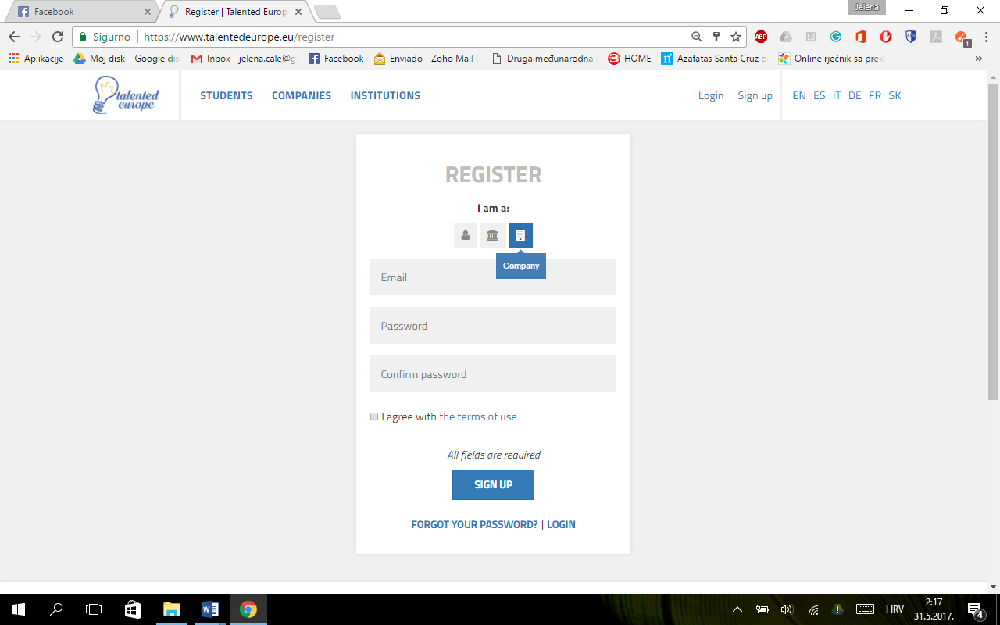 Facebook
Register | Talented Europ
Jelena
Sigurno
https://www.talentedeurope.eu/register
ABP
1
Aplikacije
Moj disk – Google dis
Inbox - jelena.cale@g
Facebook
Enviado - Zoho Mail (
Druga međunarodna
HOME
Azafatas Santa Cruz d
Online rječnik sa prek
»
talented
europe
STUDENTS
COMPANIES
INSTITUTIONS
Login
Sign up
EN ES IT DE FR SK
REGISTER
I am a:
Company
Email
Password
Confirm password
I agree with the terms of use
All fields are required
SIGN UP
FORGOT YOUR PASSWORD? | LOGIN
HRV
2:17
31.5.2017.
4